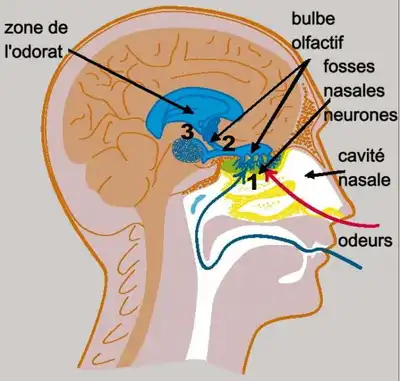 zone de
l'odorat
bulbe
olfactif
fosses
nasales
neurones
3
2
1
cavité
nasale
odeurs